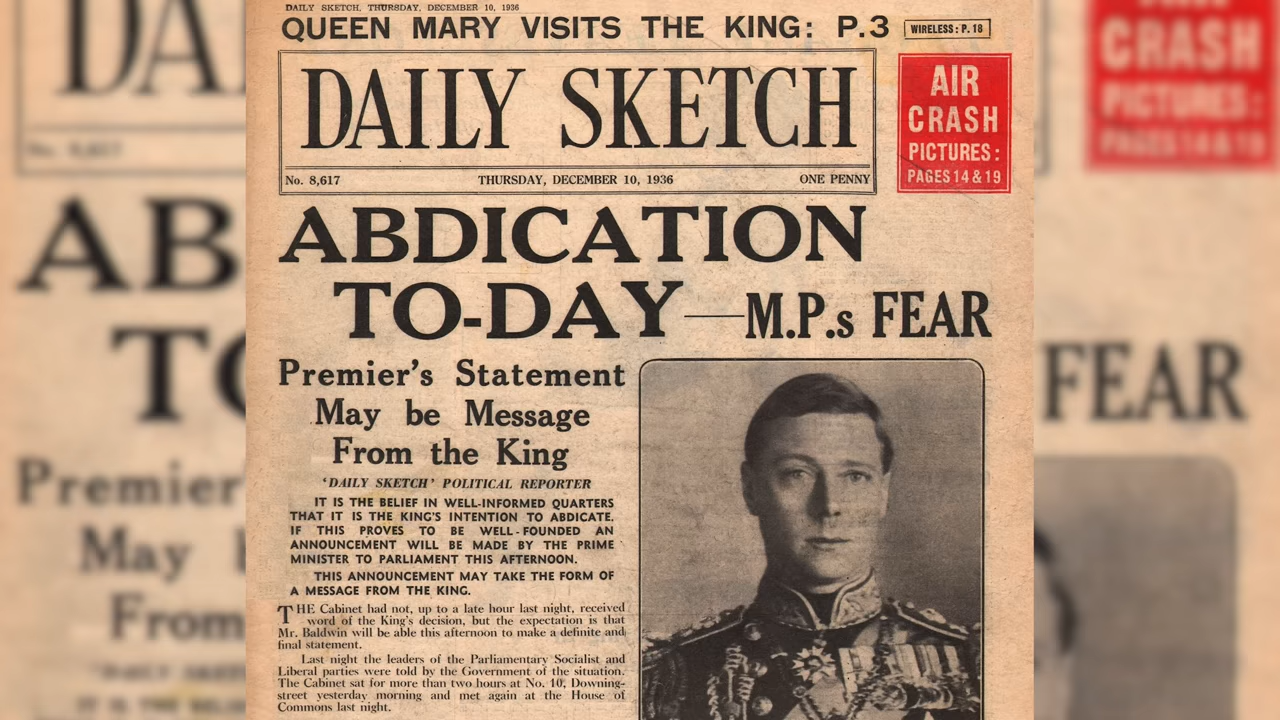 DAILY SKETCH, THURSDAY, DECEMBER 10, 1936
QUEEN MARY VISITS THE KING: P.3
WIRELESS: P. 18
DAILY SKETCH
No. 8,617
THURSDAY, DECEMBER 10, 1936
ONE PENNY
AIR
CRASH
PICTURES:
PAGES 14 & 19
ABDICATION
TO-DAY—M.P.s FEAR
Premier's Statement
May be Message
From the King
'DAILY SKETCH' POLITICAL REPORTER
IT IS THE BELIEF IN WELL-INFORMED QUARTERS
THAT IT IS THE KING'S INTENTION TO ABDICATE.
IF THIS PROVES TO BE WELL-FOUNDED AN
ANNOUNCEMENT WILL BE MADE BY THE PRIME
MINISTER TO PARLIAMENT THIS AFTERNOON.
THIS ANNOUNCEMENT MAY TAKE THE FORM OF
A MESSAGE FROM THE KING.
THE Cabinet had not, up to a late hour last night, received
word of the King's decision, but the expectation is that
Mr. Baldwin will be able this afternoon to make a definite and
final statement.
Last night the leaders of the Parliamentary Socialist and
Liberal parties were told by the Government of the situation.
The Cabinet sat for more than two hours at No. 10, Downing-
street yesterday morning and met again at the House of
Commons last night.